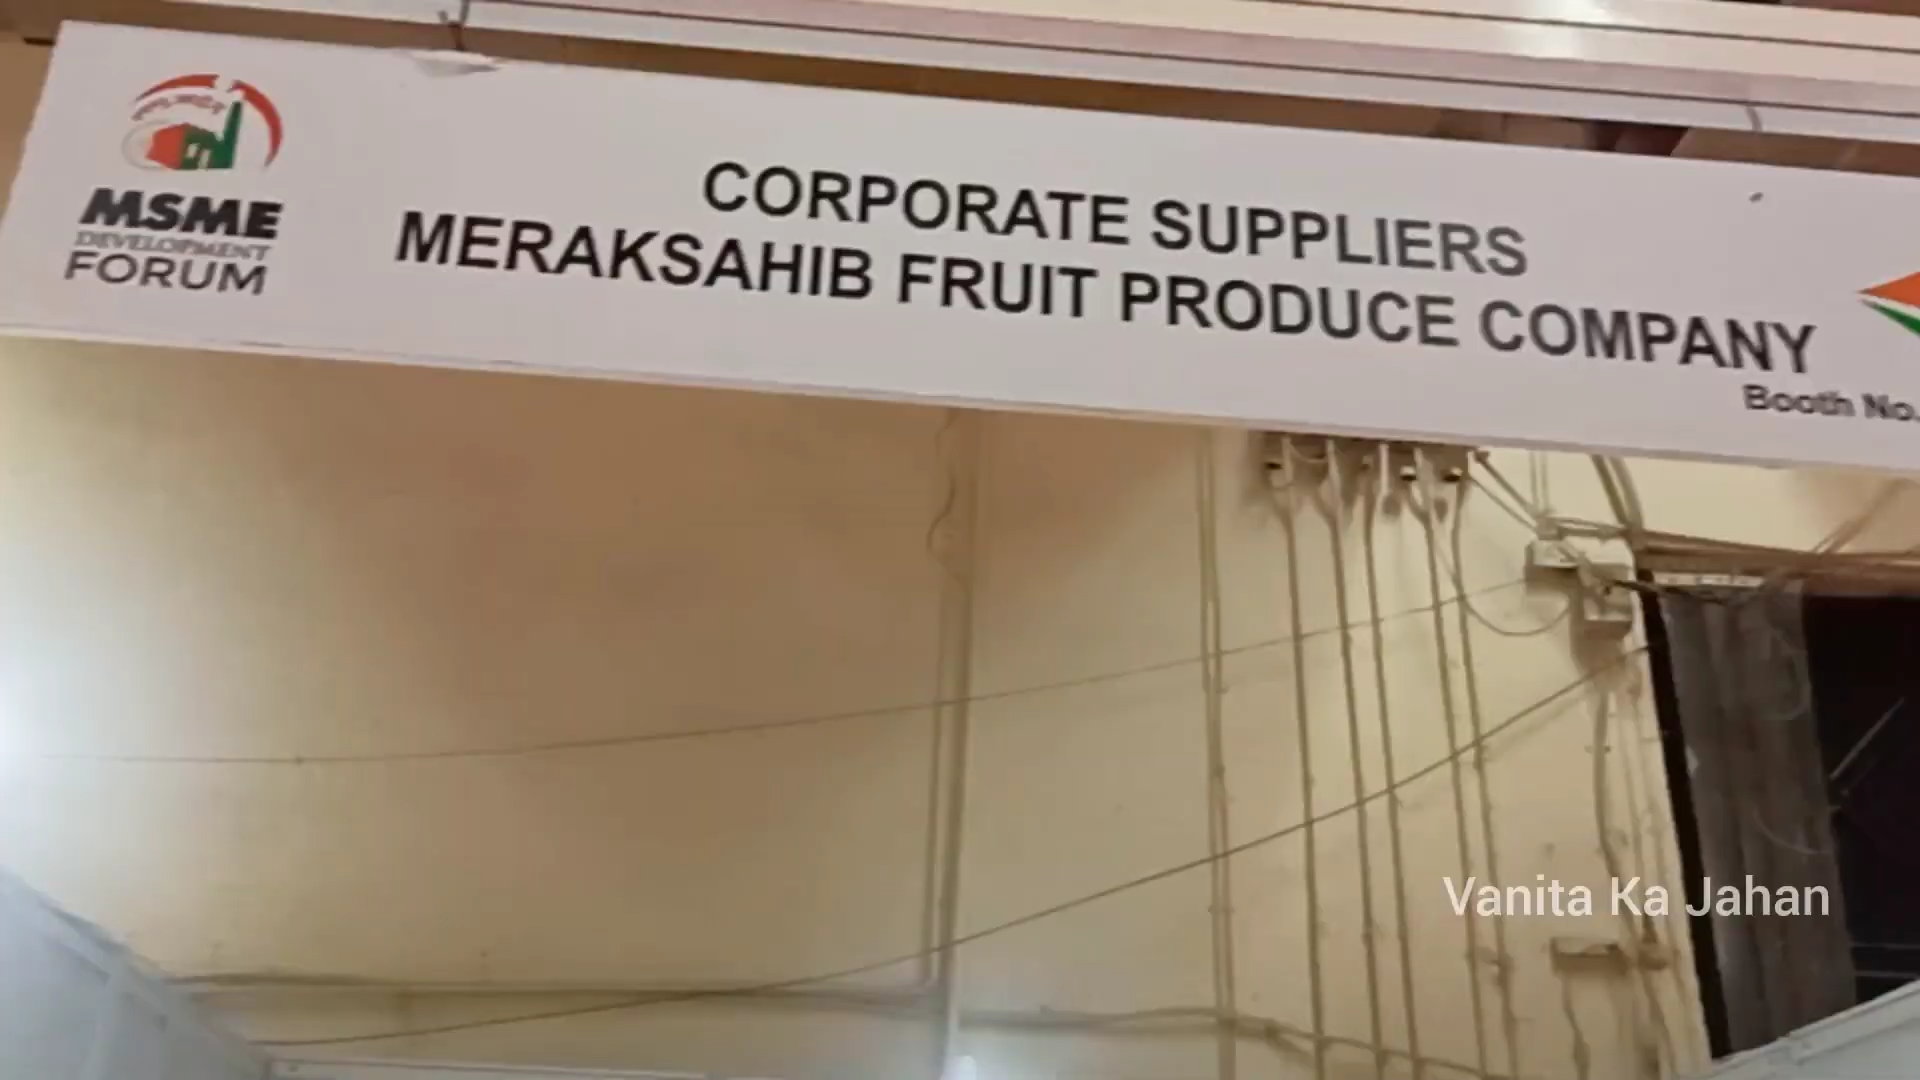 CORPORATE SUPPLIERS
MERAKSAHIB FRUIT PRODUCE COMPANY
Booth No.
MSME
DEVELOPMENT
FORUM
Vanita Ka Jahan